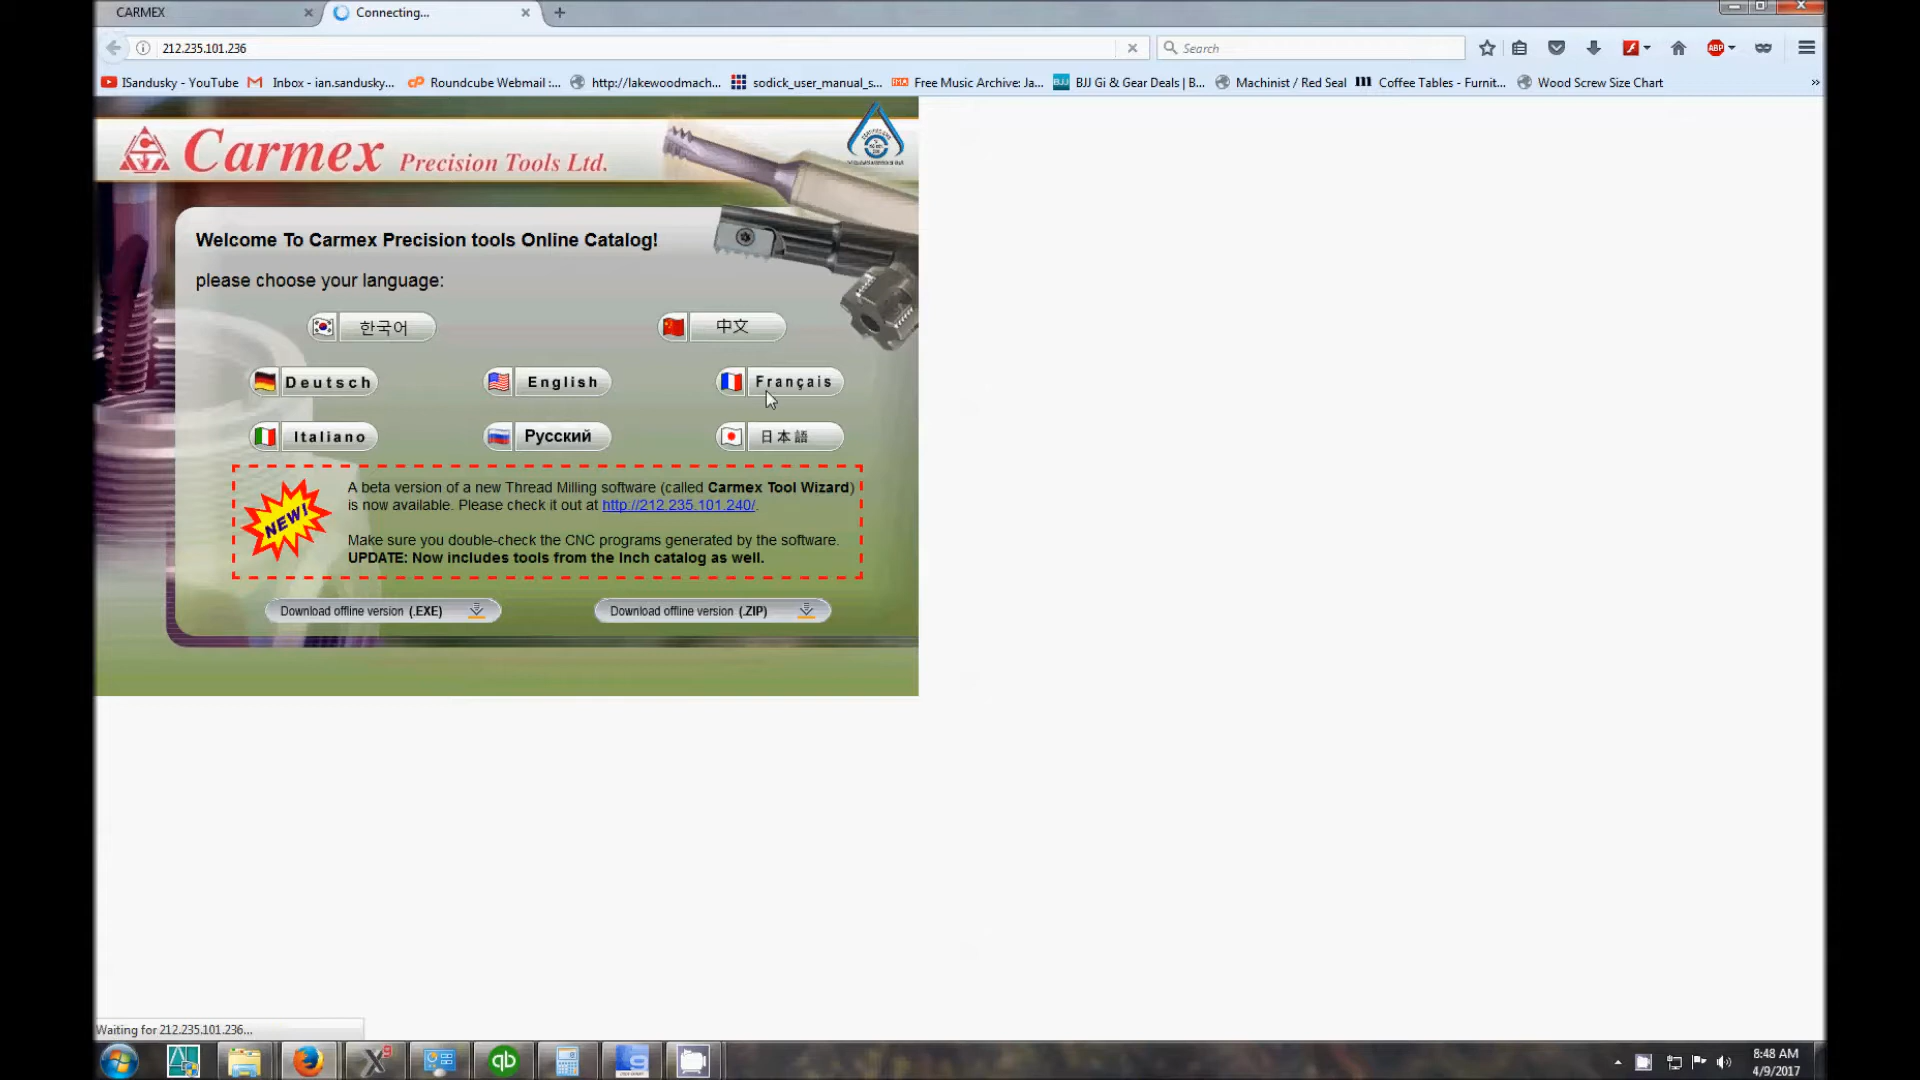 CARMEX
Connecting...
212.235.101.236
Search
ISandusky - YouTube
Inbox - ian.sandusky...
Roundcube Webmail :...
http://lakewoodmach...
sodick_user_manual_s...
Free Music Archive: Ja...
BJJ Gi & Gear Deals | B...
Machinist / Red Seal
Coffee Tables - Furnit...
Wood Screw Size Chart
Carmex Precision Tools Ltd.
Welcome To Carmex Precision tools Online Catalog!
please choose your language:
한국어
中文
Deutsch
English
Français
Italiano
Русский
日本語
NEW!
A beta version of a new Thread Milling software (called Carmex Tool Wizard)
is now available. Please check it out at http://212.235.101.240/.
Make sure you double-check the CNC programs generated by the software.
UPDATE: Now includes tools from the Inch catalog as well.
Download offline version (.EXE)
Download offline version (.ZIP)
Waiting for 212.235.101.236...
8:48 AM
4/9/2017